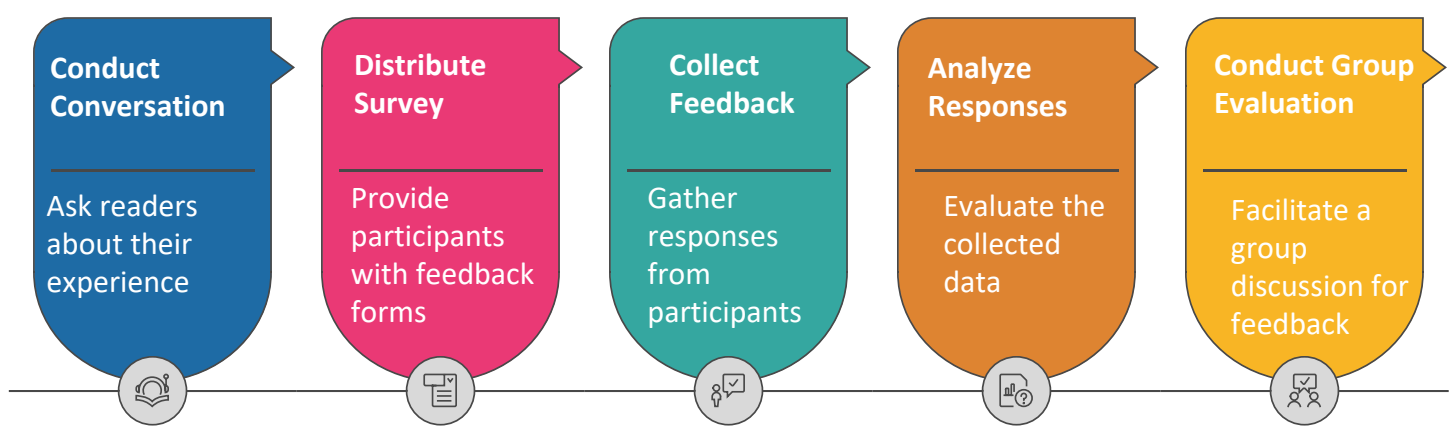 Conduct
Conversation
Ask readers
about their
experience
Distribute
Survey
Provide
participants
with feedback
forms
Collect
Feedback
Gather
responses
from
participants
Analyze
Responses
Evaluate the
collected
data
Conduct Group
Evaluation
Facilitate a
group
discussion for
feedback